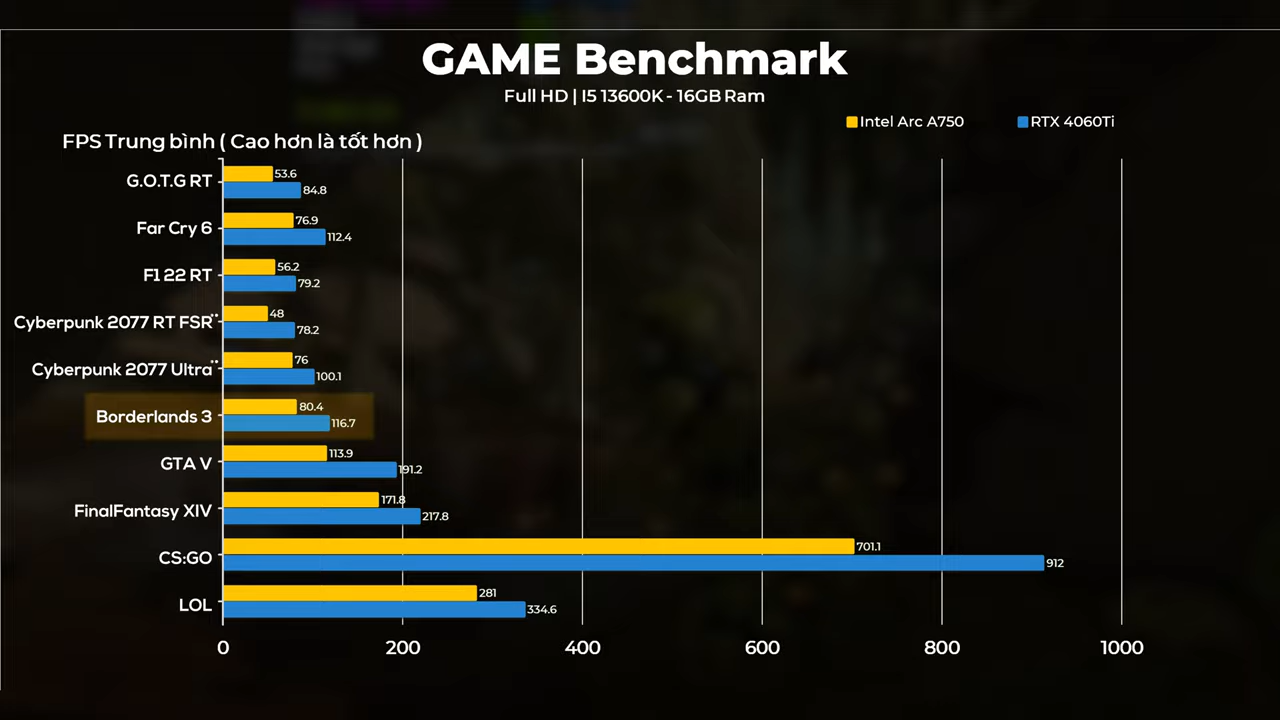 GAME Benchmark
Full HD | I5 13600K - 16GB Ram
Intel Arc A750 RTX 4060Ti
FPS Trung bình ( Cao hơn là tốt hơn )
G.O.T.G RT 53.6
84.8
Far Cry 6 76.9
112.4
F1 22 RT 56.2
79.2
Cyberpunk 2077 RT FSR¨ 48
78.2
Cyberpunk 2077 Ultra¨ 76
100.1
Borderlands 3 80.4
116.7
GTA V 113.9
191.2
FinalFantasy XIV 171.8
217.8
CS:GO 701.1
912
LOL 281
334.6
0 200 400 600 800 1000